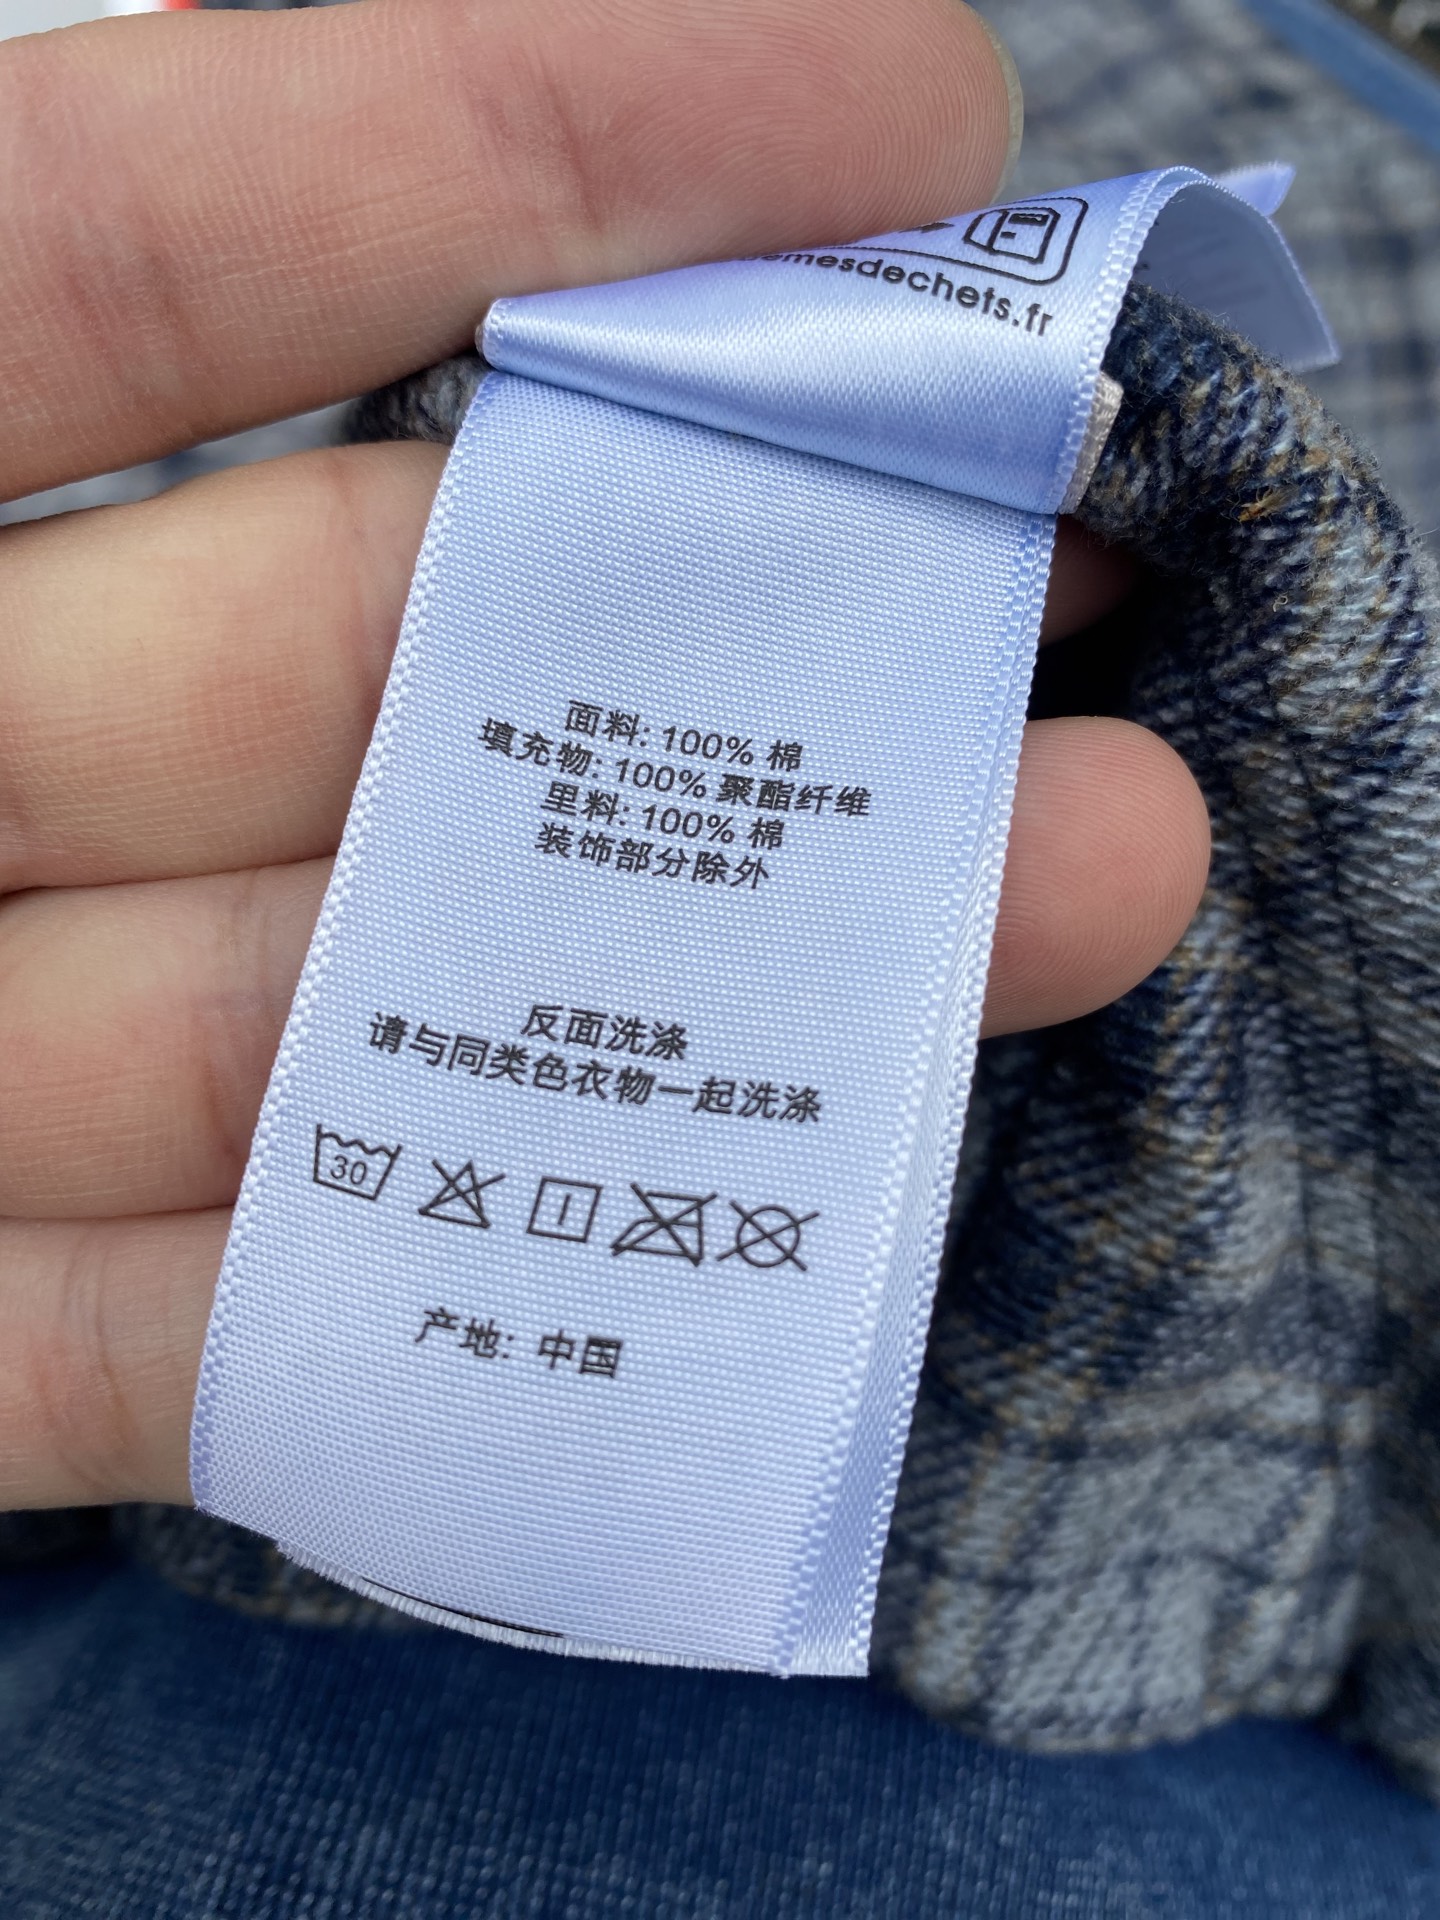 emesdechets.fr
面料: 100% 棉
填充物: 100% 聚酯纤维
里料: 100% 棉
装饰部分除外
反面洗涤
请与同类色衣物一起洗涤
30
产地: 中国